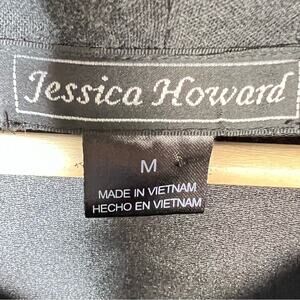 Jessica Howard
M
MADE IN VIETNAM
HECHO EN VIETNAM